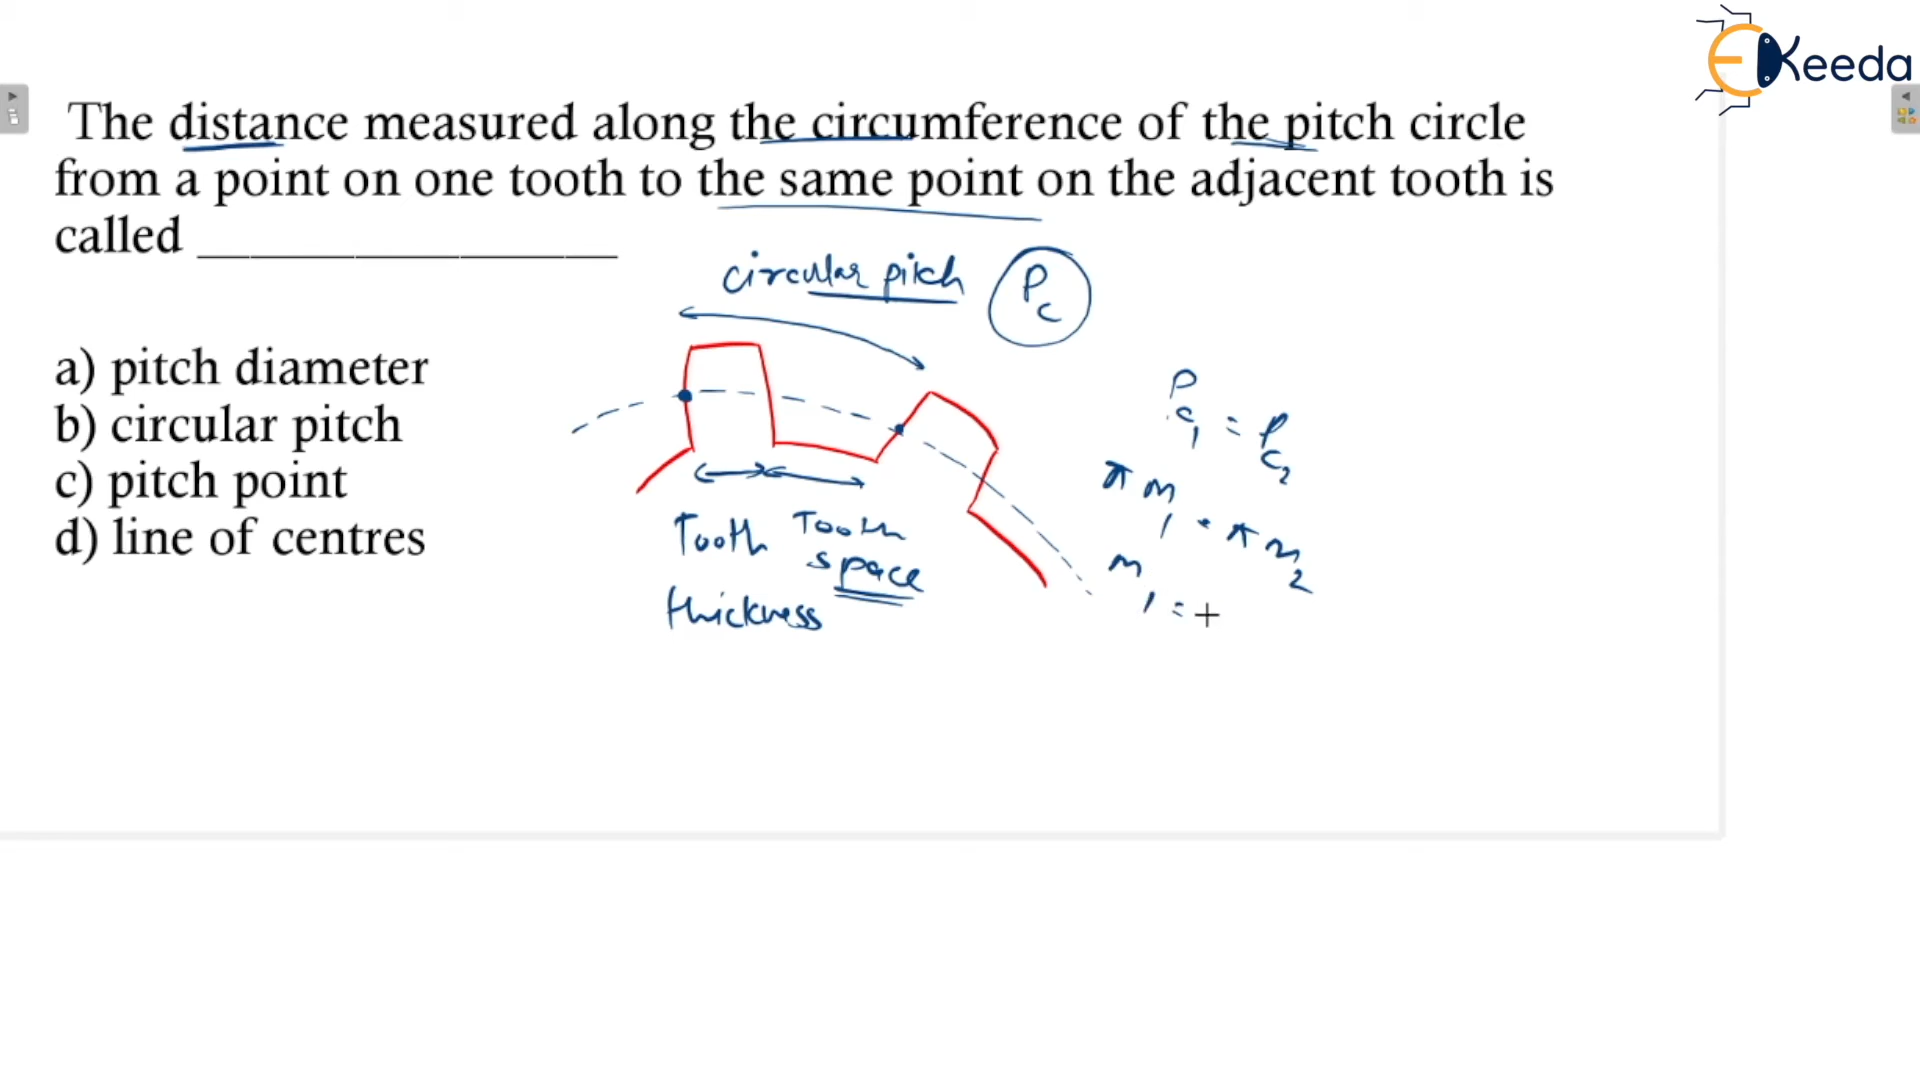 EKeeda
The distance measured along the circumference of the pitch circle
from a point on one tooth to the same point on the adjacent tooth is
called ________________
circular pitch Pc
a) pitch diameter
b) circular pitch
c) pitch point
d) line of centres
Tooth thickness
Tooth space
Pc1 = Pc2
πm1 = πm2
m1 =